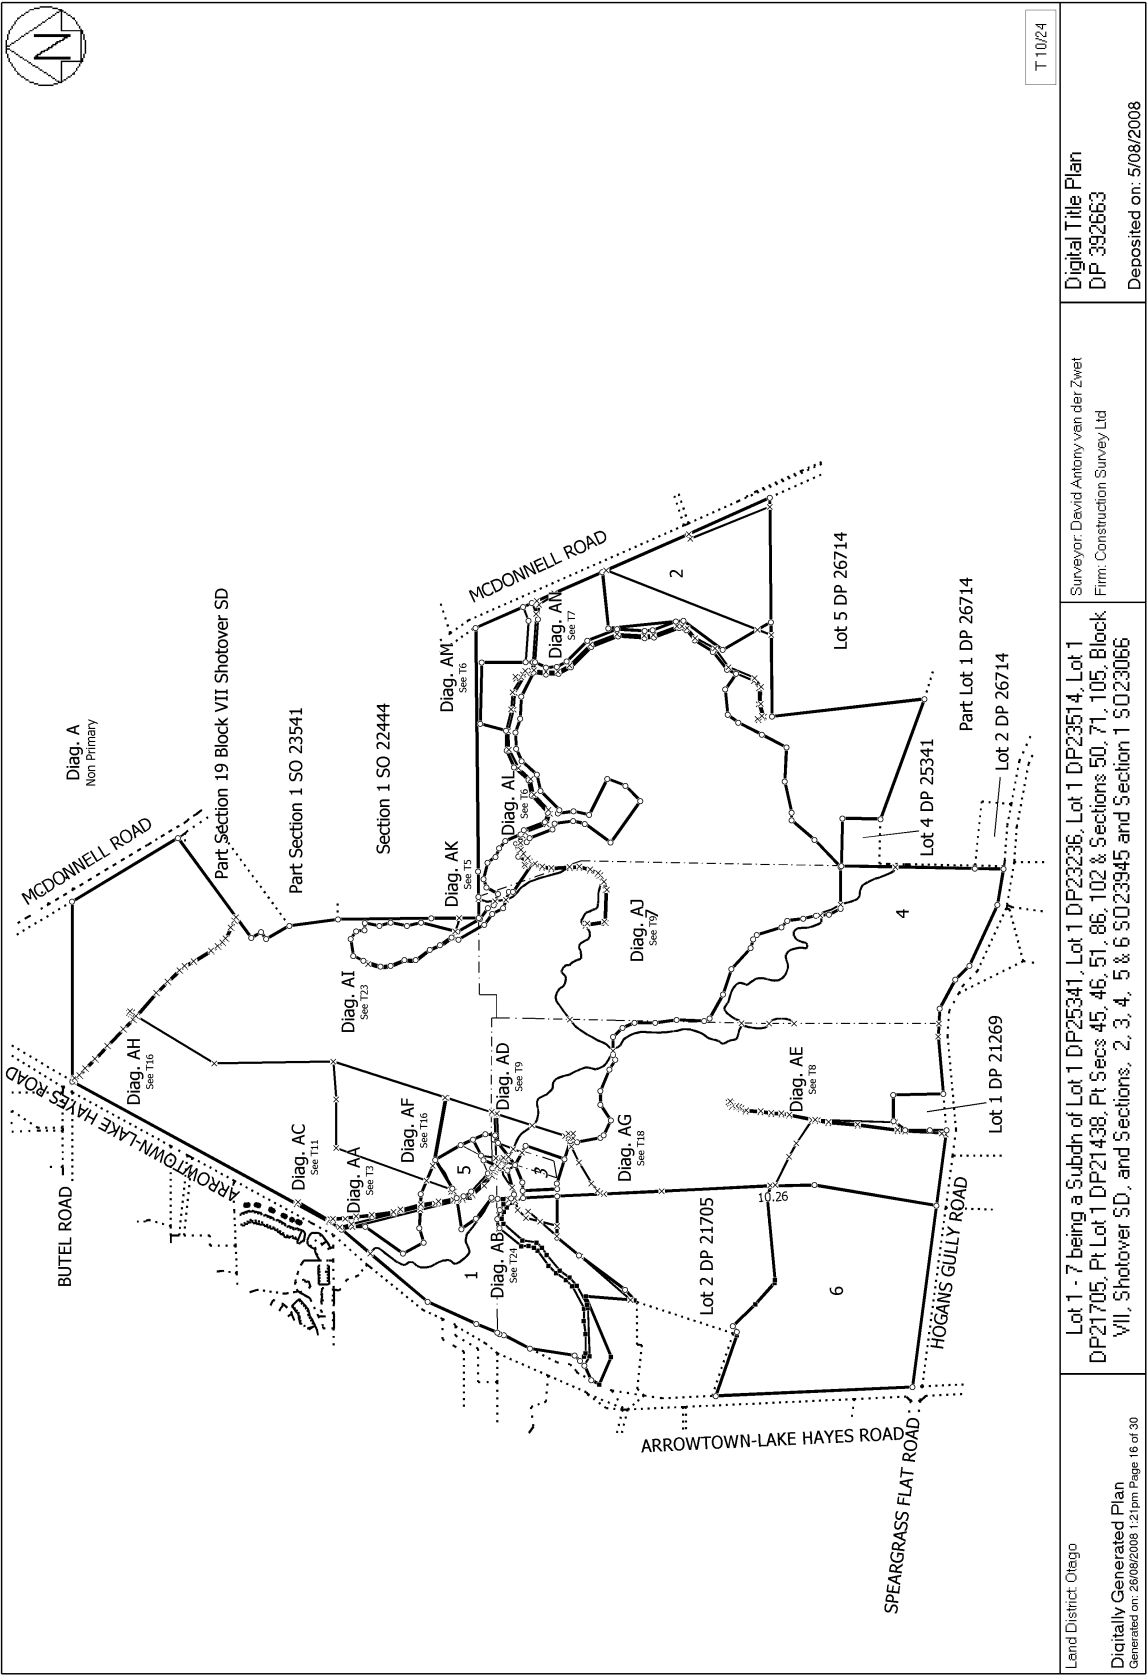 N
T 10/24
Diag. A
Non Primary
MCDONNELL ROAD
Part Section 19 Block VII Shotover SD
Part Section 1 SO 23541
Section 1 SO 22444
BUTEL ROAD
ARROWTOWN-LAKE HAYES ROAD
ARROWTOWN
Diag. AH
See T16
Diag. AI
See T23
Diag. AC
See T11
Diag. AA
See T3
Diag. AF
See T16
Diag. AK
See T5
Diag. AM
See T6
MCDONNELL ROAD
Diag. AL
See T6
Diag. AN
See T7
Diag. AD
See T9
Diag. AB
See T24
Diag. AG
See T18
Diag. AJ
See T9
7
5
3
1
2
4
6
Diag. AE
See T8
10.26
Lot 2 DP 21705
Lot 5 DP 26714
Lot 4 DP 25341
Part Lot 1 DP 26714
Lot 2 DP 26714
Lot 1 DP 21269
HOGANS GULLY ROAD
ARROWTOWN-LAKE HAYES ROAD
SPEARGRASS FLAT ROAD
Land District: Otago
Digitally Generated Plan
Generated on: 26/08/2008 1:21pm Page 16 of 30
Lot 1 - 7 being a Subdn of Lot 1 DP25341, Lot 1 DP23236, Lot 1 DP23514, Lot 1
DP21705, Pt Lot 1 DP21438, Pt Secs 45, 46, 51, 86, 102 & Sections 50, 71, 105, Block
VII, Shotover SD, and Sections, 2, 3, 4, 5 & 6 SO23945 and Section 1 SO23066
Surveyor: David Antony van der Zwet
Firm: Construction Survey Ltd
Digital Title Plan
DP 392663
Deposited on: 5/08/2008